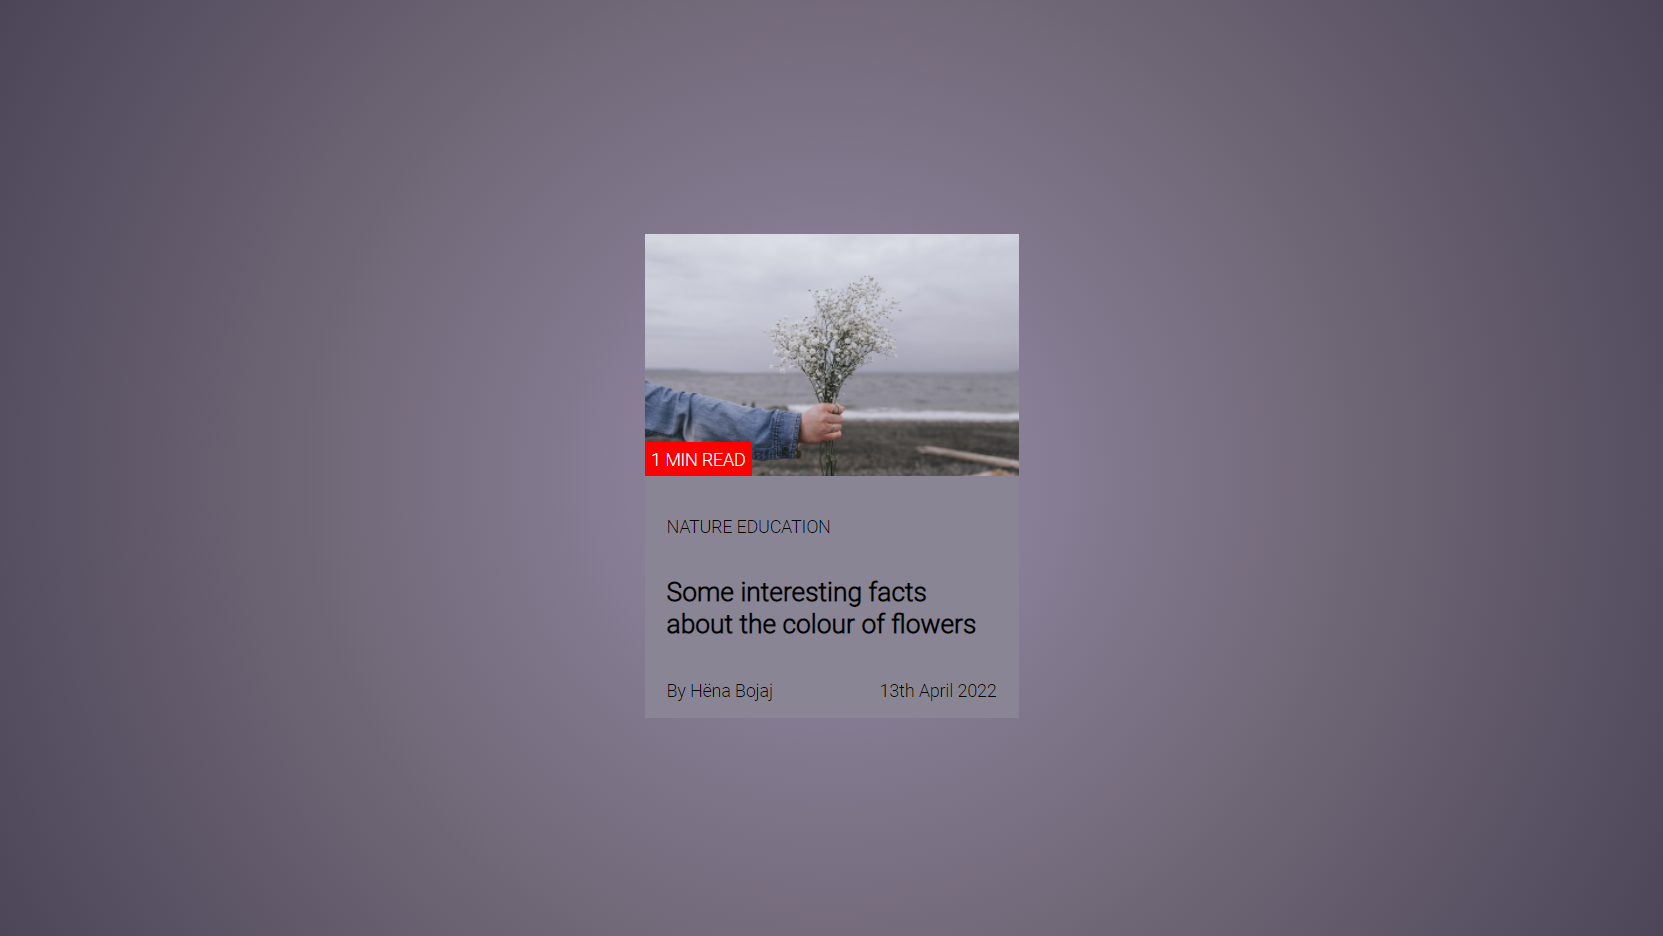 1 MIN READ
NATURE EDUCATION
Some interesting facts
about the colour of flowers
By Hëna Bojaj
13th April 2022